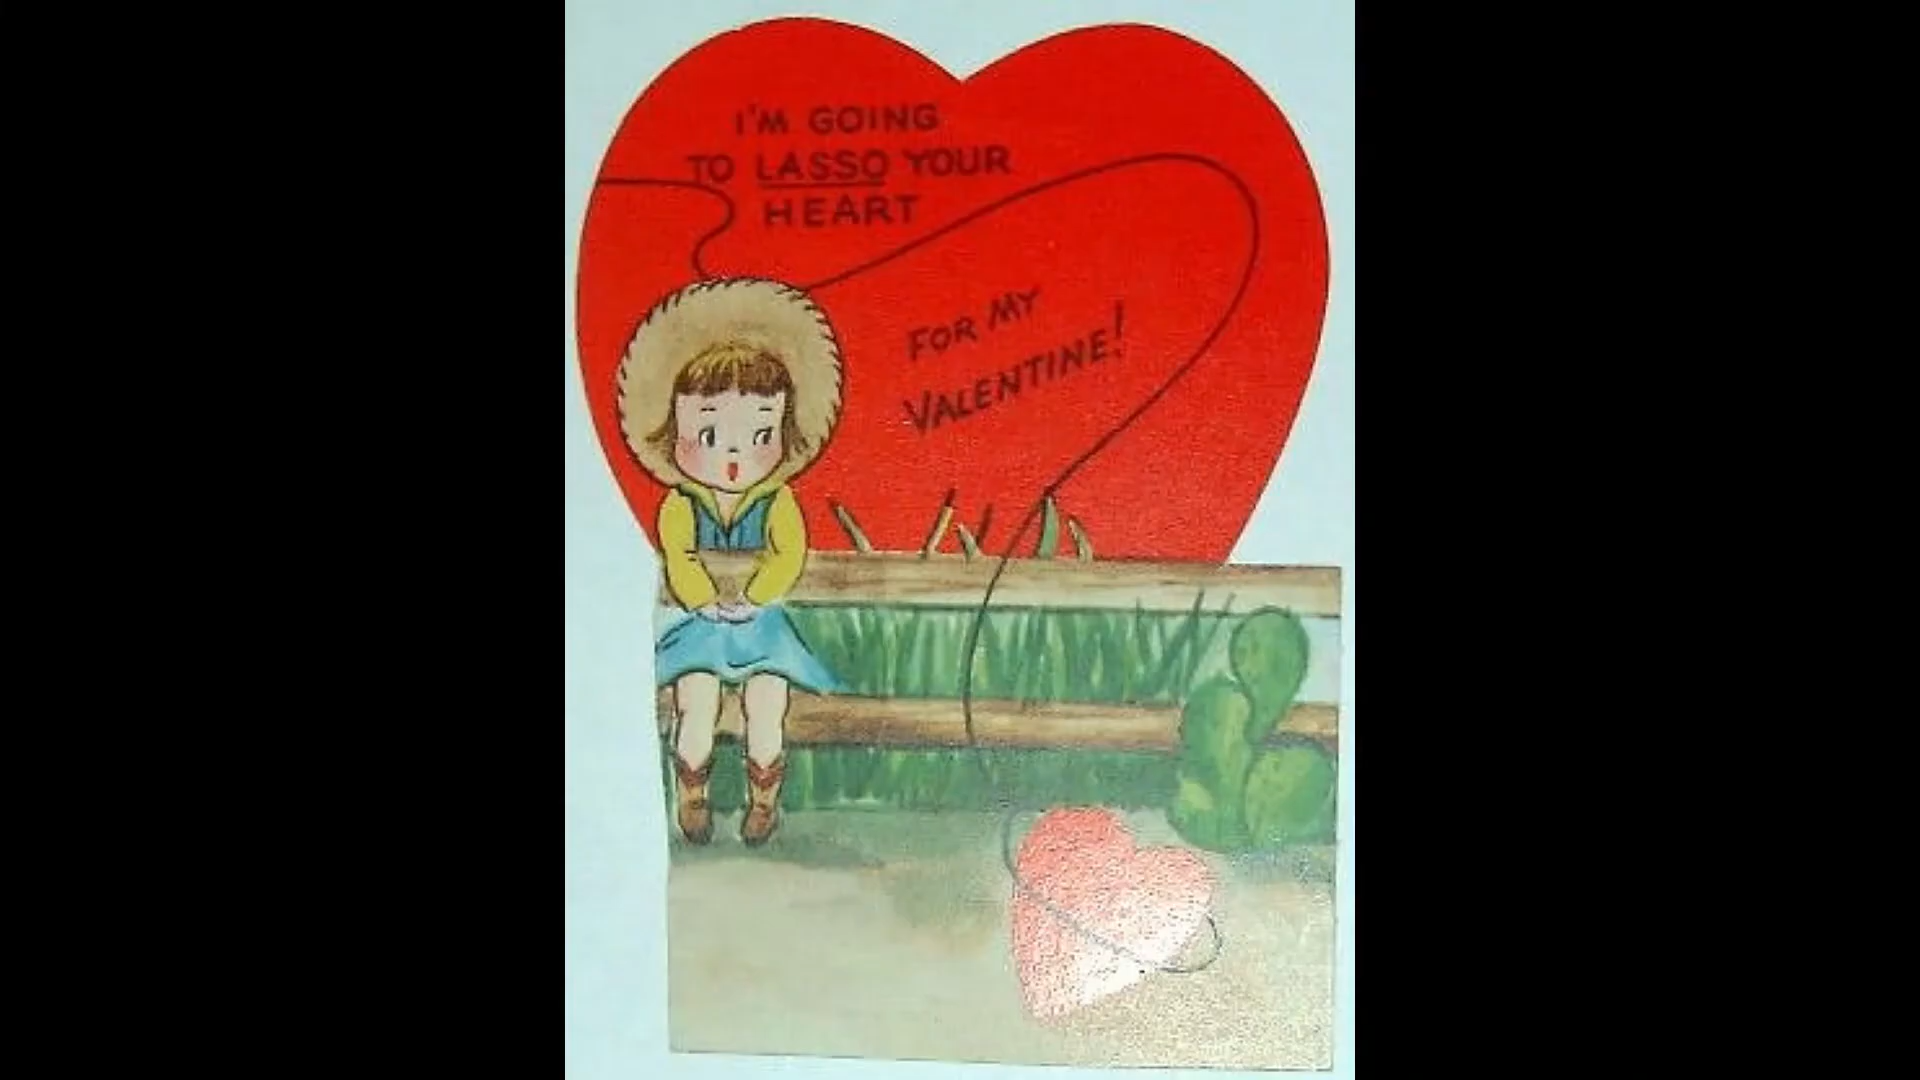 I'M GOING
TO LASSO YOUR
HEART
FOR MY
VALENTINE!